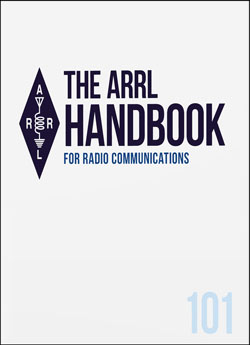 A
R R
L
THE ARRL
HANDBOOK
FOR RADIO COMMUNICATIONS
101